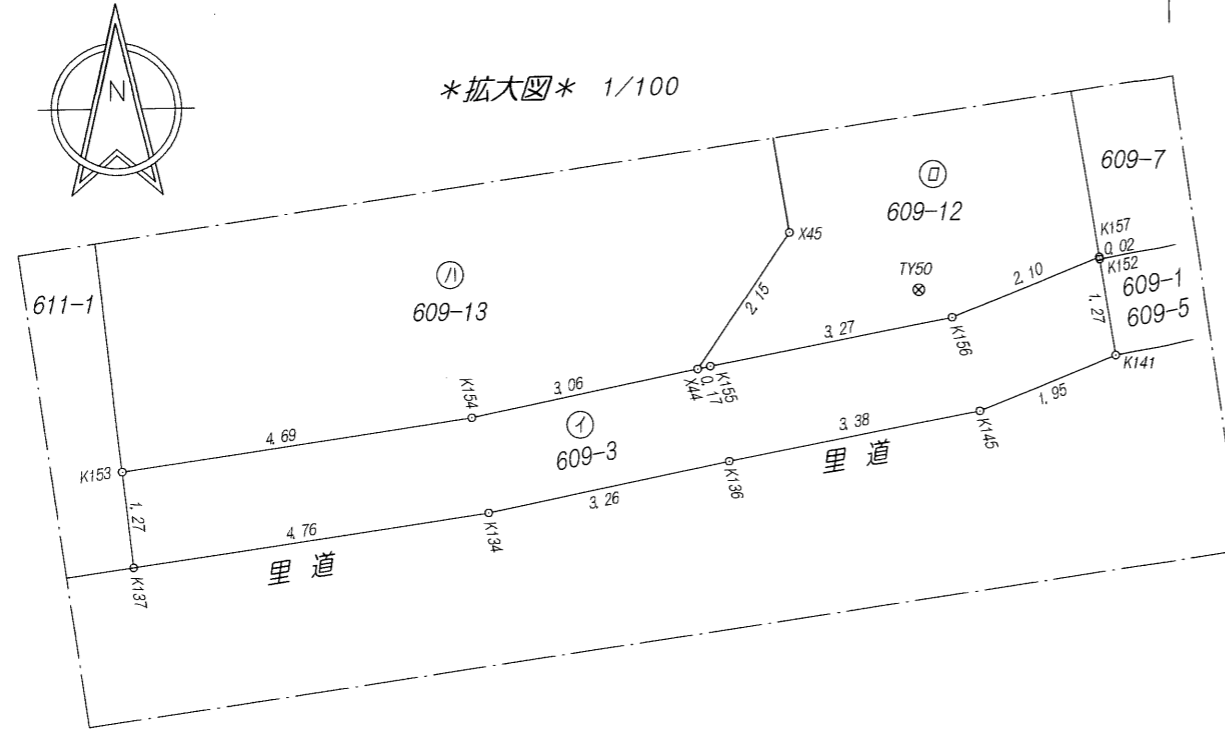 N
*拡大図* 1/100
609-7
ロ
609-12
K157
0.02
K152
X45
TY50
2.10
609-1
609-5
1.27
ハ
609-13
611-1
2.15
3.27
K156
K141
K154
3.06
X44
0.17
K155
1.95
4.69
イ
609-3
3.38
K145
K153
里道
K136
1.27
3.26
4.76
K134
里道
K137